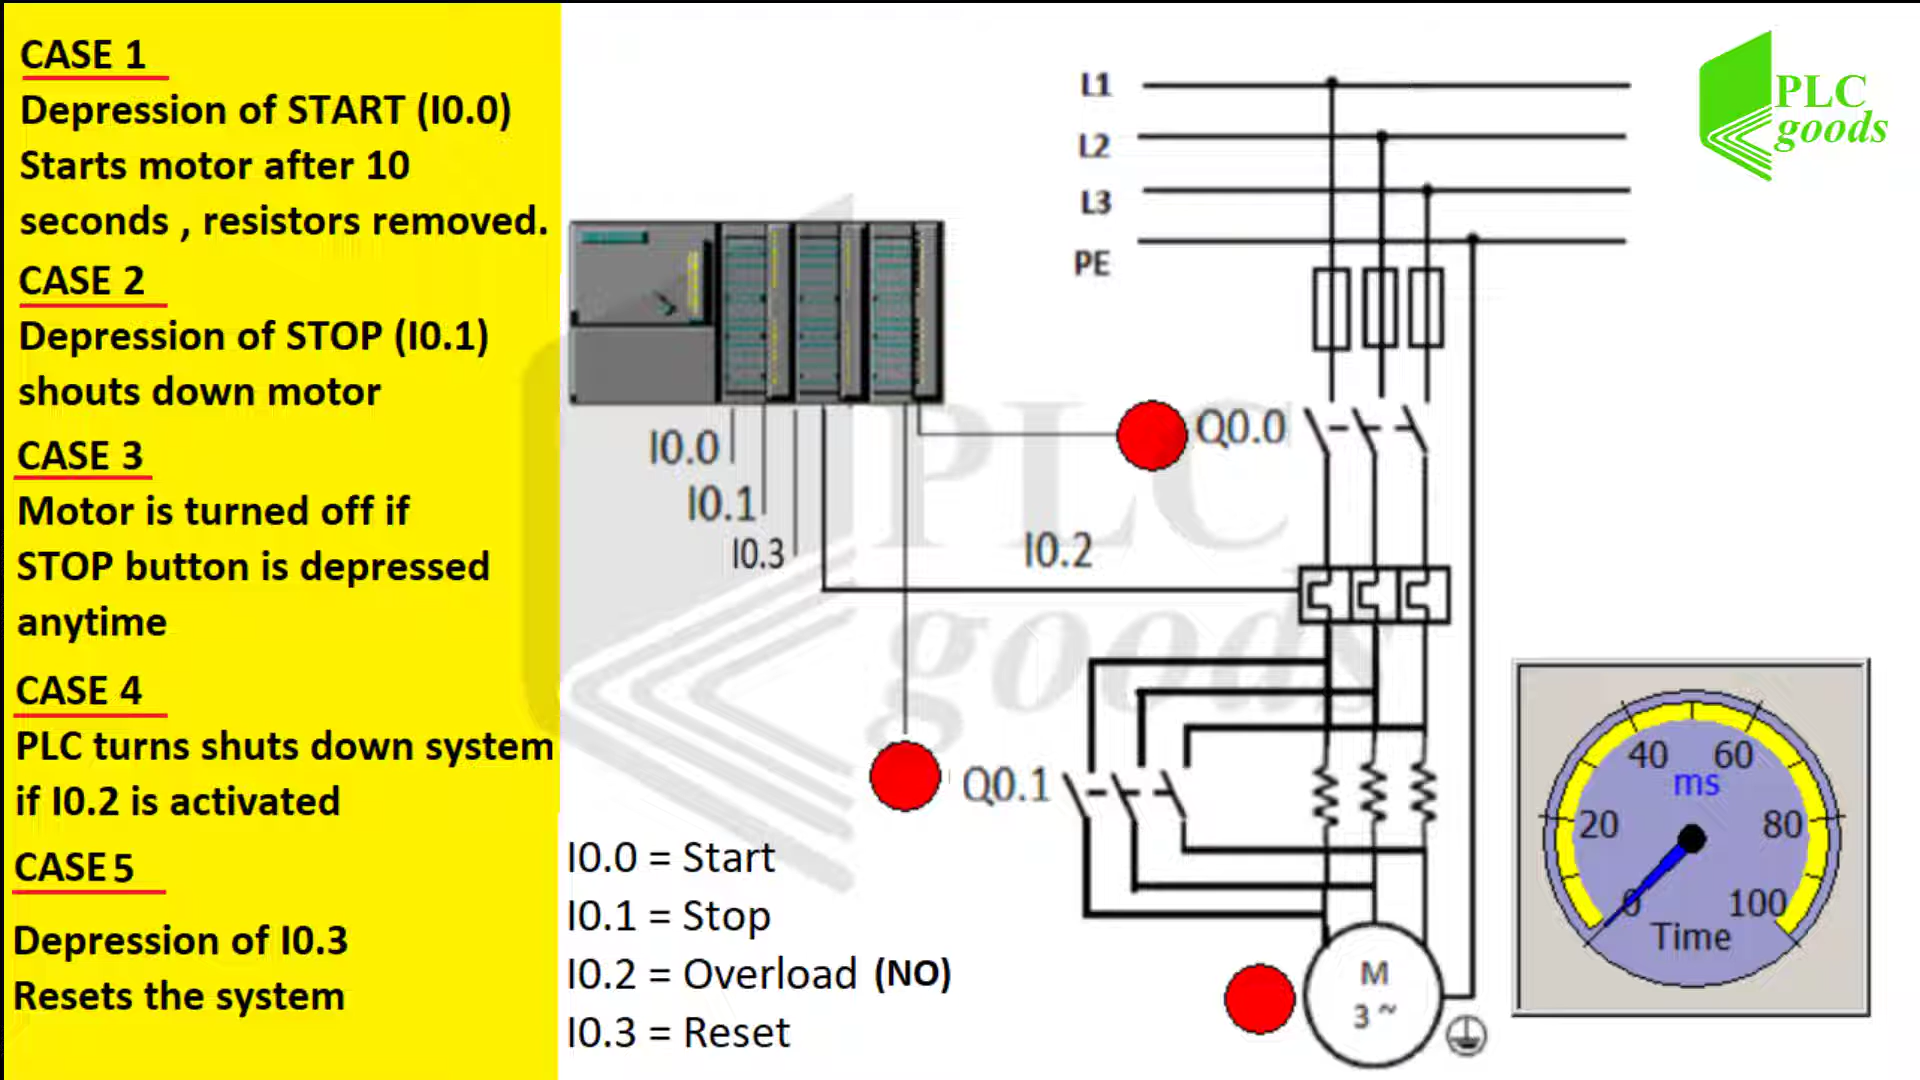 CASE 1
Depression of START (I0.0)
Starts motor after 10
seconds , resistors removed.
CASE 2
Depression of STOP (I0.1)
shouts down motor
CASE 3
Motor is turned off if
STOP button is depressed
anytime
CASE 4
PLC turns shuts down system
if I0.2 is activated
CASE 5
Depression of I0.3
Resets the system
L1
L2
L3
PE
PLC
goods
I0.0
I0.1
I0.3
I0.2
Q0.0
Q0.1
PLC
goods
I0.0 = Start
I0.1 = Stop
I0.2 = Overload (NO)
I0.3 = Reset
M
3 ~
40 60
ms
20 80
0 100
Time